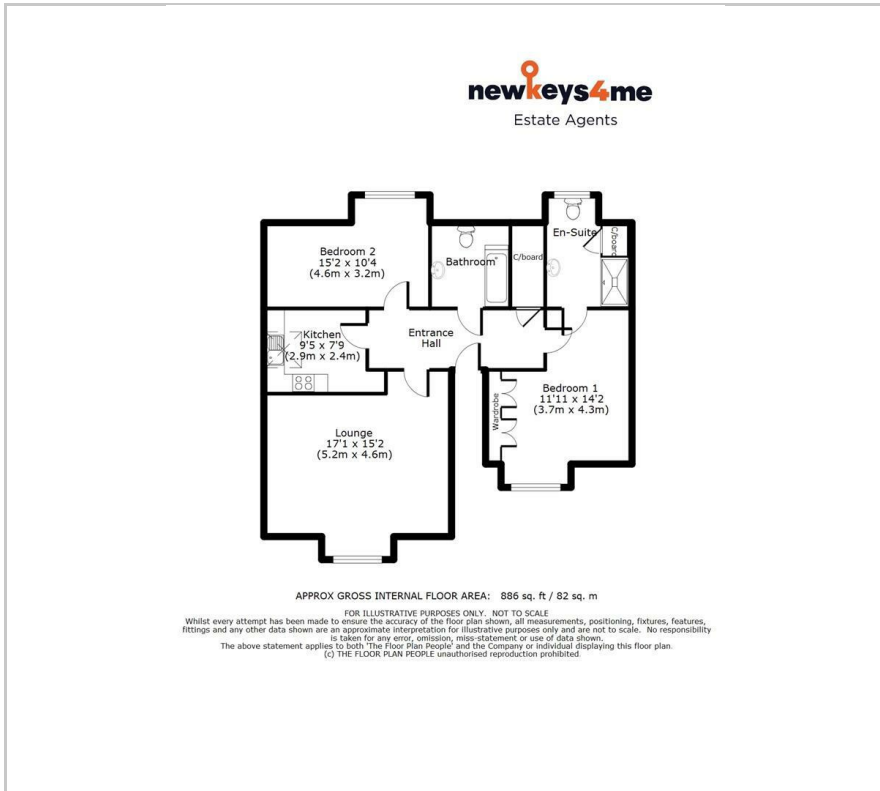 newkeys4me
Estate Agents
Bedroom 2
15'2 x 10'4
(4.6m x 3.2m)
Bathroom
C/board
En-Suite
C/board
Kitchen
9'5 x 7'9
(2.9m x 2.4m)
Entrance
Hall
Wardrobe
Bedroom 1
11'11 x 14'2
(3.7m x 4.3m)
Lounge
17'1 x 15'2
(5.2m x 4.6m)
APPROX GROSS INTERNAL FLOOR AREA: 886 sq. ft / 82 sq. m
FOR ILLUSTRATIVE PURPOSES ONLY. NOT TO SCALE
Whilst every attempt has been made to ensure the accuracy of the floor plan shown, all measurements, positioning, fixtures, features,
fittings and any other data shown are an approximate interpretation for illustrative purposes only and are not to scale. No responsibility
is taken for any error, omission, miss-statement or use of data shown.
The above statement applies to both 'The Floor Plan People' and the Company or individual displaying this floor plan.
(c) THE FLOOR PLAN PEOPLE unauthorised reproduction prohibited.